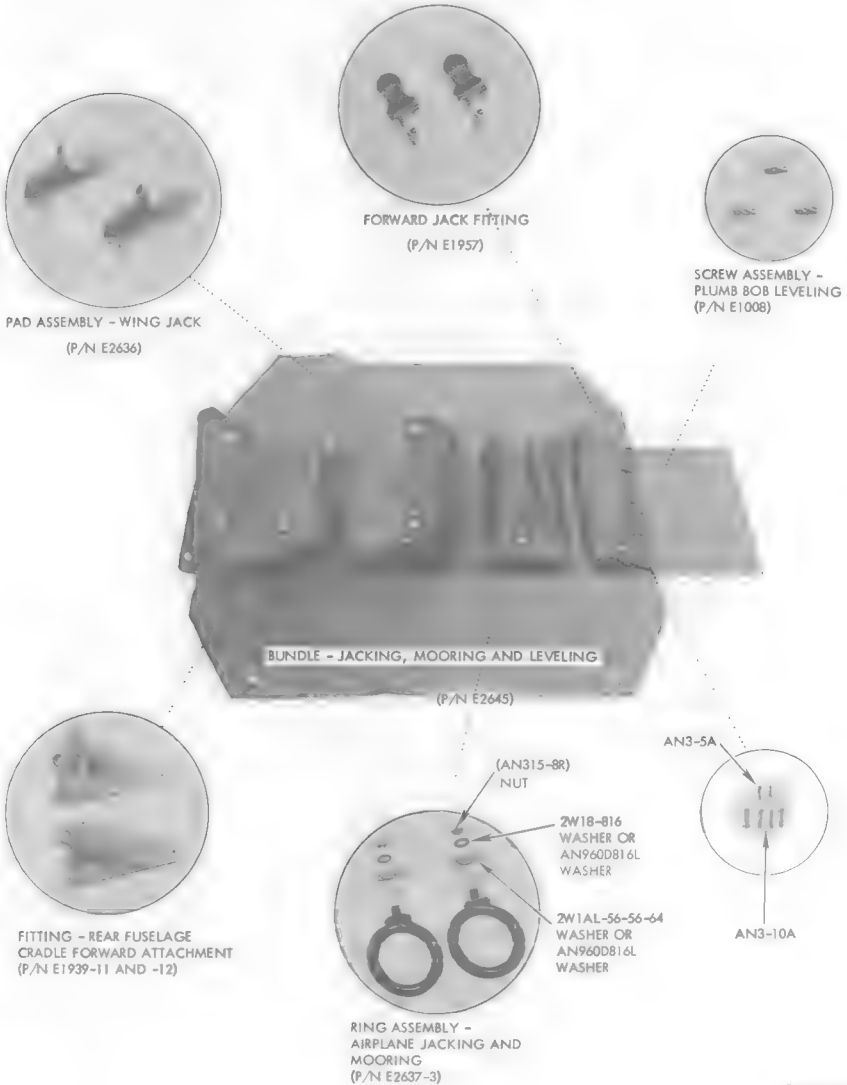 FORWARD JACK FITTING
(P/N E1957)
SCREW ASSEMBLY -
PLUMB BOB LEVELING
(P/N E1008)
PAD ASSEMBLY - WING JACK
(P/N E2636)
BUNDLE - JACKING, MOORING AND LEVELING
(P/N E2645)
AN3-5A
(AN315-8R)
NUT
2W18-816
WASHER OR
AN960D816L
WASHER
2W1AL-56-56-64
WASHER OR
AN960D816L
WASHER
AN3-10A
FITTING - REAR FUSELAGE
CRADLE FORWARD ATTACHMENT
(P/N E1939-11 AND -12)
RING ASSEMBLY -
AIRPLANE JACKING AND
MOORING
(P/N E2637-3)